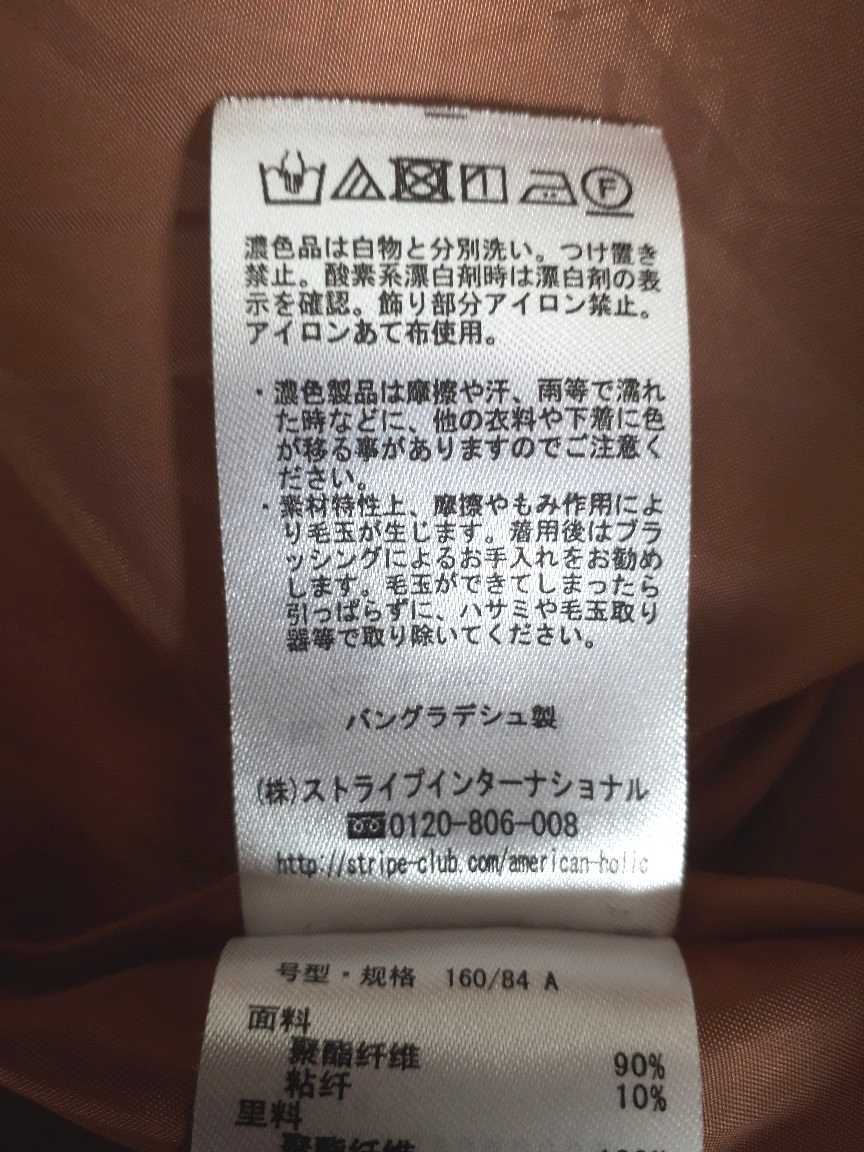 濃色品は白物と分別洗い。つけ置き
禁止。酸素系漂白剤時は漂白剤の表
示を確認。飾り部分アイロン禁止。
アイロンあて布使用。
・濃色製品は摩擦や汗、雨等で濡れ
た時などに、他の衣料や下着に色
が移る事がありますのでご注意く
ださい。
・素材特性上、摩擦やもみ作用によ
り毛玉が生じます。着用後はブラ
ッシングによるお手入れをお勧め
します。毛玉ができてしまったら
引っぱらずに、ハサミや毛玉取り
器等で取り除いてください。
バングラデシュ製
(株)ストライプインターナショナル
0120-806-008
http://stripe-club.com/american-holic
号型・规格 160/84 A
面料
聚酯纤维 90%
粘纤 10%
里料
聚酯纤维